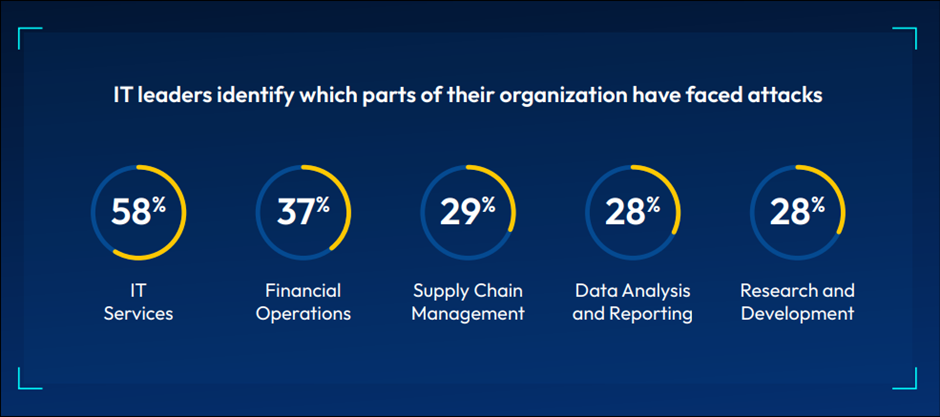 IT leaders identify which parts of their organization have faced attacks
58%
37%
29%
28%
28%
IT
Services
Financial
Operations
Supply Chain
Management
Data Analysis
and Reporting
Research and
Development